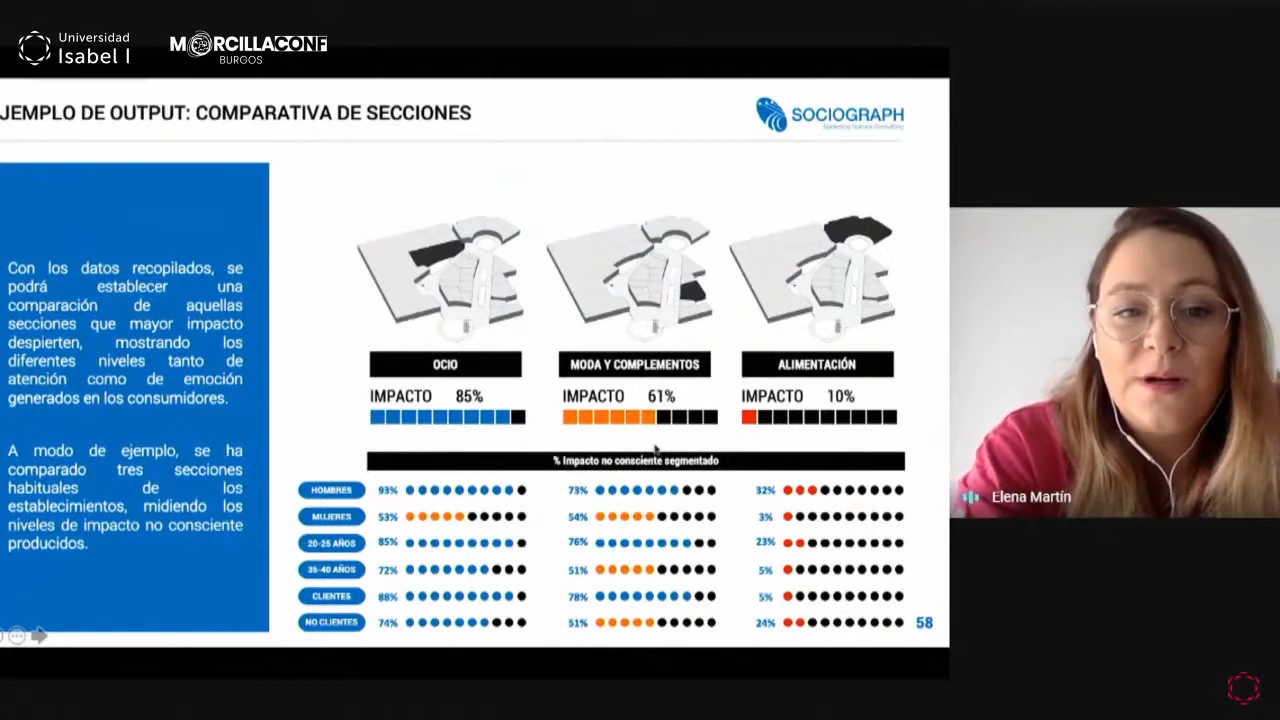 Universidad
Isabel I
MORCILLACONF
BURGOS
JEMPLO DE OUTPUT: COMPARATIVA DE SECCIONES
SOCIOGRAPH
Marketing Science Consulting
Con los datos recopilados, se
podrá establecer una
comparación de aquellas
secciones que mayor impacto
despierten, mostrando los
diferentes niveles tanto de
atención como de emoción
generados en los consumidores.
A modo de ejemplo, se ha
comparado tres secciones
habituales de los
establecimientos, midiendo los
niveles de impacto no consciente
producidos.
OCIO MODA Y COMPLEMENTOS ALIMENTACIÓN
IMPACTO 85% IMPACTO 61% IMPACTO 10%
% Impacto no consciente segmentado
HOMBRES 93% 73% 32%
MUJERES 53% 54% 3%
20-25 AÑOS 85% 76% 23%
35-40 AÑOS 72% 51% 5%
CLIENTES 88% 78% 5%
NO CLIENTES 74% 51% 24%
58
Elena Martín